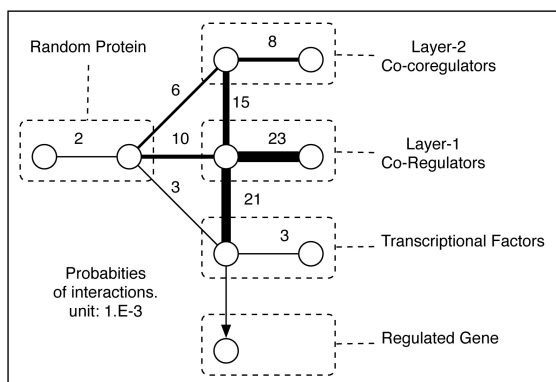 Random Protein
8
Layer-2
Co-coregulators
6
15
2
10
23
Layer-1
Co-Regulators
3
21
3
Transcriptional Factors
Probabities
of interactions.
unit: 1.E-3
Regulated Gene